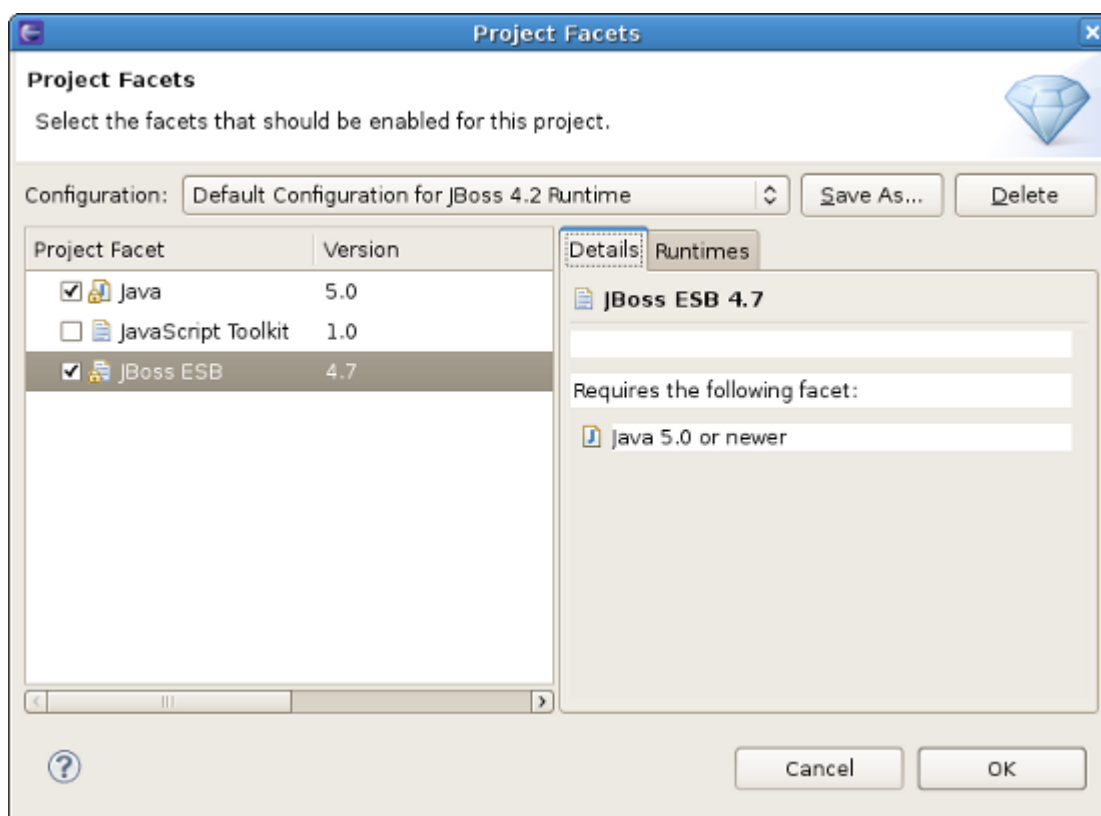 Project Facets
Project Facets
Select the facets that should be enabled for this project.
Configuration: Default Configuration for JBoss 4.2 Runtime Save As... Delete
Project Facet Version
Details Runtimes
Java 5.0
JavaScript Toolkit 1.0
JBoss ESB 4.7
JBoss ESB 4.7
Requires the following facet:
Java 5.0 or newer
Cancel OK